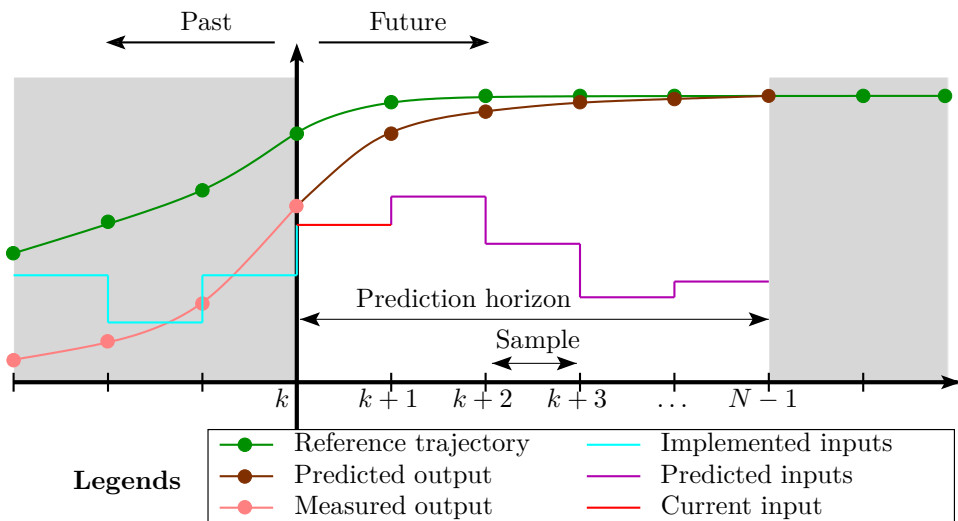 Past Future
Prediction horizon
Sample
k k + 1 k + 2 k + 3 ... N − 1
Legends
Reference trajectory Implemented inputs
Predicted output Predicted inputs
Measured output Current input